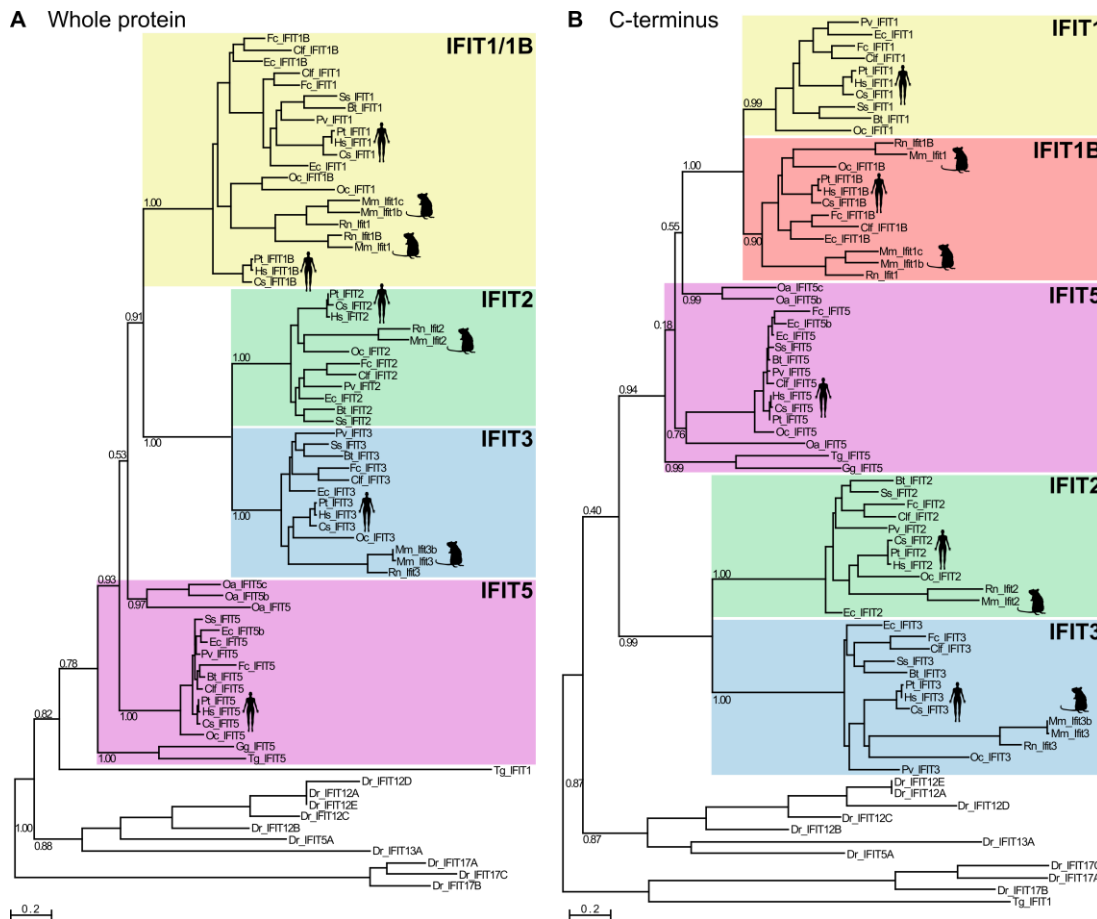 A Whole protein
IFIT1/1B
Fc_IFIT1B
Clf_IFIT1B
Ec_IFIT1B
Clf_IFIT1
Fc_IFIT1
Ss_IFIT1
Bt_IFIT1
Pv_IFIT1
Pt_IFIT1
Hs_IFIT1
Cs_IFIT1
Ec_IFIT1
Oc_IFIT1B
Oc_IFIT1
Mm_Ifit1c
Mm_Ifit1b
Rn_Ifit1
Rn_Ifit1B
Mm_Ifit1
Pt_IFIT1B
Hs_IFIT1B
Cs_IFIT1B
1.00
0.91
IFIT2
Pt_IFIT2
Cs_IFIT2
Hs_IFIT2
Rn_Ifit2
Mm_Ifit2
Oc_IFIT2
Fc_IFIT2
Clf_IFIT2
Pv_IFIT2
Ec_IFIT2
Bt_IFIT2
Ss_IFIT2
1.00
1.00
0.53
IFIT3
Pv_IFIT3
Ss_IFIT3
Bt_IFIT3
Fc_IFIT3
Clf_IFIT3
Ec_IFIT3
Pt_IFIT3
Hs_IFIT3
Cs_IFIT3
Oc_IFIT3
Mm_Ifit3b
Mm_Ifit3
Rn_Ifit3
1.00
0.93
IFIT5
Oa_IFIT5c
Oa_IFIT5b
Oa_IFIT5
0.97
Ss_IFIT5
Ec_IFIT5b
Ec_IFIT5
Pv_IFIT5
Fc_IFIT5
Bt_IFIT5
Clf_IFIT5
Pt_IFIT5
Hs_IFIT5
Cs_IFIT5
Oc_IFIT5
1.00
0.78
Gg_IFIT5
Tg_IFIT5
1.00
0.82
Tg_IFIT1
Dr_IFIT12D
Dr_IFIT12A
Dr_IFIT12E
Dr_IFIT12C
Dr_IFIT12B
Dr_IFIT5A
Dr_IFIT13A
1.00
0.88
Dr_IFIT17A
Dr_IFIT17C
Dr_IFIT17B
0.2
B C-terminus
IFIT1
Pv_IFIT1
Ec_IFIT1
Fc_IFIT1
Clf_IFIT1
Pt_IFIT1
Hs_IFIT1
Cs_IFIT1
Ss_IFIT1
Bt_IFIT1
Oc_IFIT1
0.99
1.00
IFIT1B
Rn_Ifit1B
Mm_Ifit1
Oc_IFIT1B
Pt_IFIT1B
Hs_IFIT1B
Cs_IFIT1B
Fc_IFIT1B
Clf_IFIT1B
Ec_IFIT1B
Mm_Ifit1c
Mm_Ifit1b
Rn_Ifit1
0.90
0.55
IFIT5
Oa_IFIT5c
Oa_IFIT5b
0.99
0.18
Fc_IFIT5
Ec_IFIT5b
Ec_IFIT5
Ss_IFIT5
Bt_IFIT5
Pv_IFIT5
Clf_IFIT5
Hs_IFIT5
Cs_IFIT5
Pt_IFIT5
Oc_IFIT5
Oa_IFIT5
0.94
0.76
Tg_IFIT5
Gg_IFIT5
0.99
IFIT2
Bt_IFIT2
Ss_IFIT2
Fc_IFIT2
Clf_IFIT2
Pv_IFIT2
Cs_IFIT2
Pt_IFIT2
Hs_IFIT2
Oc_IFIT2
Rn_Ifit2
Mm_Ifit2
Ec_IFIT2
1.00
0.40
0.99
IFIT3
Ec_IFIT3
Fc_IFIT3
Clf_IFIT3
Ss_IFIT3
Bt_IFIT3
Pt_IFIT3
Hs_IFIT3
Cs_IFIT3
Mm_Ifit3b
Mm_Ifit3
Rn_Ifit3
Oc_IFIT3
Pv_IFIT3
1.00
0.87
Dr_IFIT12E
Dr_IFIT12A
Dr_IFIT12D
Dr_IFIT12C
Dr_IFIT12B
Dr_IFIT13A
Dr_IFIT5A
0.87
Dr_IFIT17C
Dr_IFIT17A
Dr_IFIT17B
Tg_IFIT1
0.2